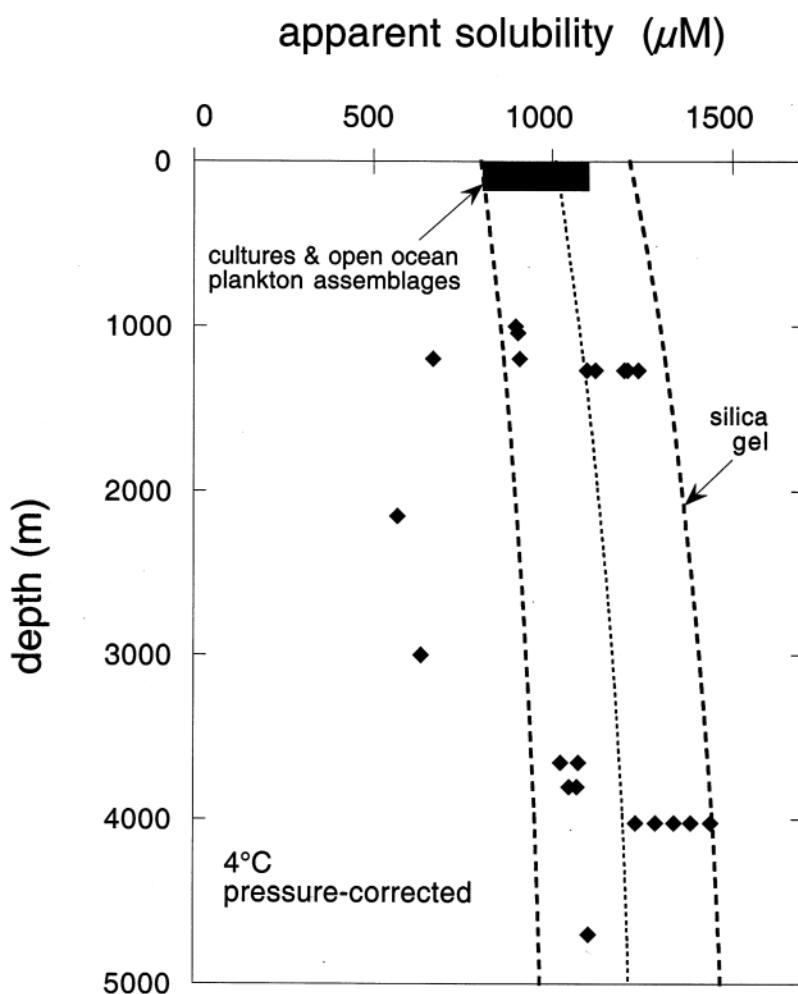 apparent solubility (µM)
0 500 1000 1500
0
cultures & open ocean
plankton assemblages
1000
silica
gel
2000
depth (m)
3000
4000
4°C
pressure-corrected
5000